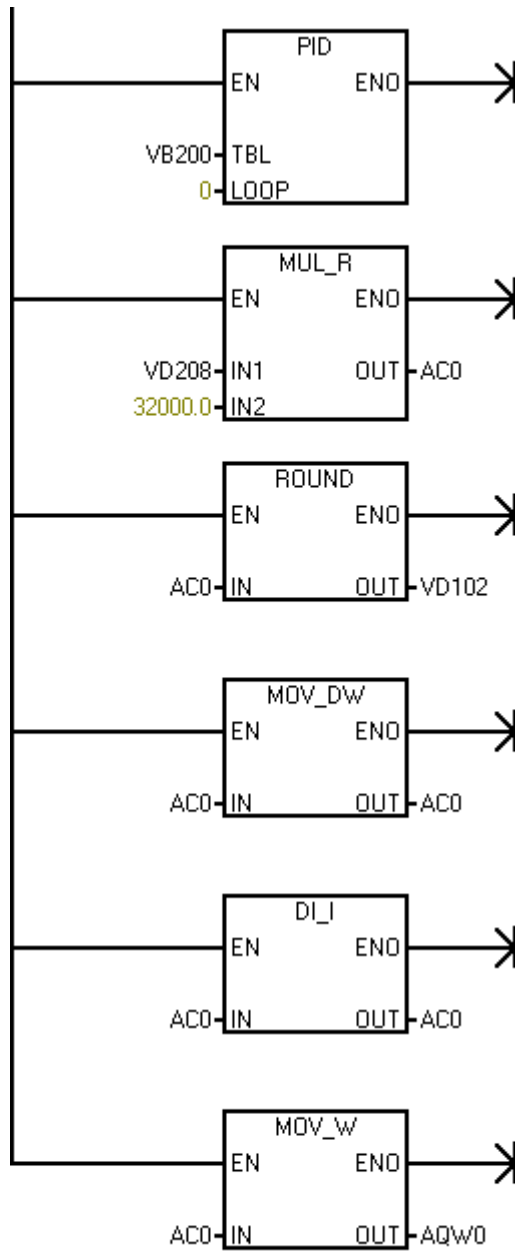 PID
EN ENO
VB200 TBL
0 LOOP
MUL_R
EN ENO
VD208 IN1 OUT AC0
32000.0 IN2
ROUND
EN ENO
AC0 IN OUT VD102
MOV_DW
EN ENO
AC0 IN OUT AC0
DI_I
EN ENO
AC0 IN OUT AC0
MOV_W
EN ENO
AC0 IN OUT AQW0